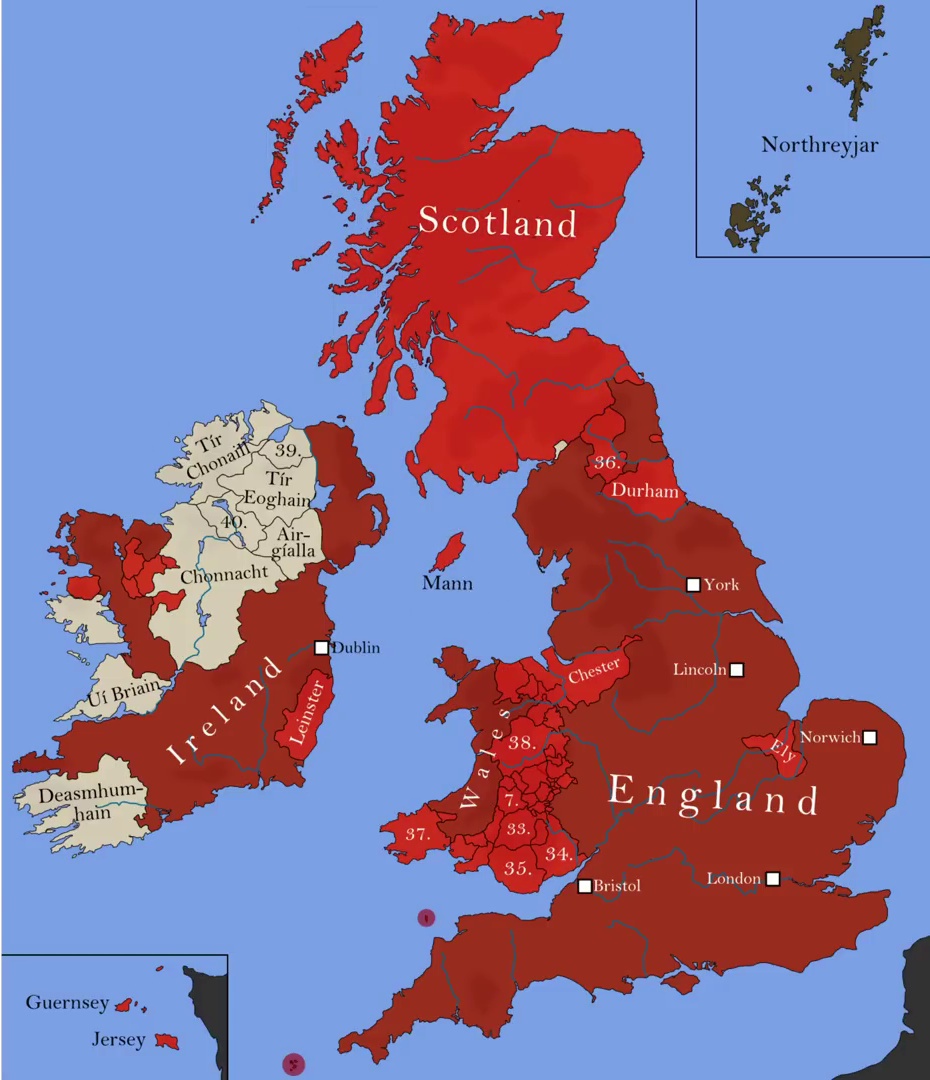 Northreyjar
Scotland
Tír
Chonaill
39.
Tír
Eoghain
36.
Durham
40.
Air-
gíalla
Chonnacht
Mann
York
Dublin
Chester
Lincoln
Uí Briain
Ireland
Leinster
Wales
38.
Ely
Norwich
Deasmhum-
hain
7.
England
37.
33.
34.
35.
London
Bristol
Guernsey
Jersey